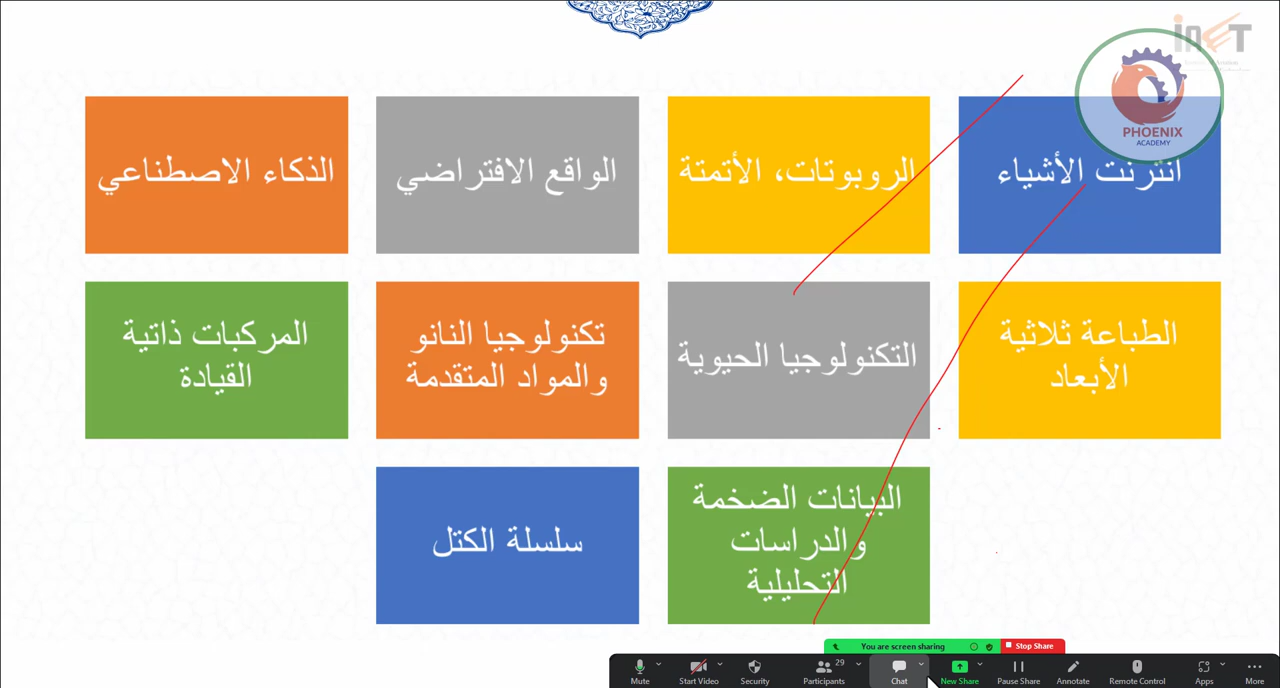 inET
PHOENIX
ACADEMY
انترنت الأشياء
الروبوتات، الأتمتة
الواقع الافتراضي
الذكاء الاصطناعي
الطباعة ثلاثية
الأبعاد
التكنولوجيا الحيوية
تكنولوجيا النانو
والمواد المتقدمة
المركبات ذاتية
القيادة
البيانات الضخمة
والدراسات
التحليلية
سلسلة الكتل
You are screen sharing
Stop Share
Mute
Start Video
Security
29
Participants
Chat
New Share
Pause Share
Annotate
Remote Control
Apps
More